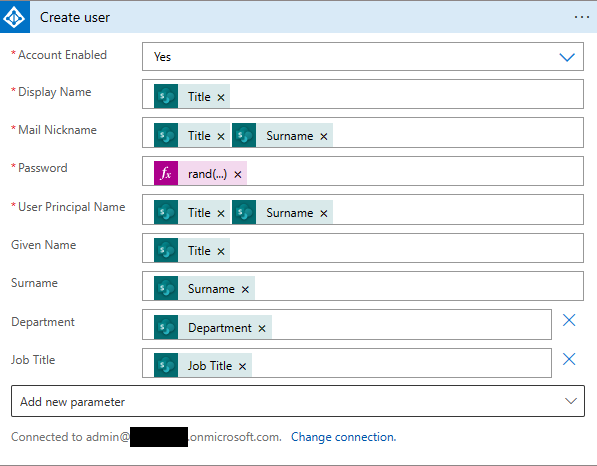 Create user ...
* Account Enabled Yes
* Display Name Title ×
* Mail Nickname Title × Surname ×
* Password fx rand(...) ×
* User Principal Name Title × Surname ×
Given Name Title ×
Surname Surname ×
Department Department ×
Job Title Job Title ×
Add new parameter
Connected to admin@ .onmicrosoft.com. Change connection.